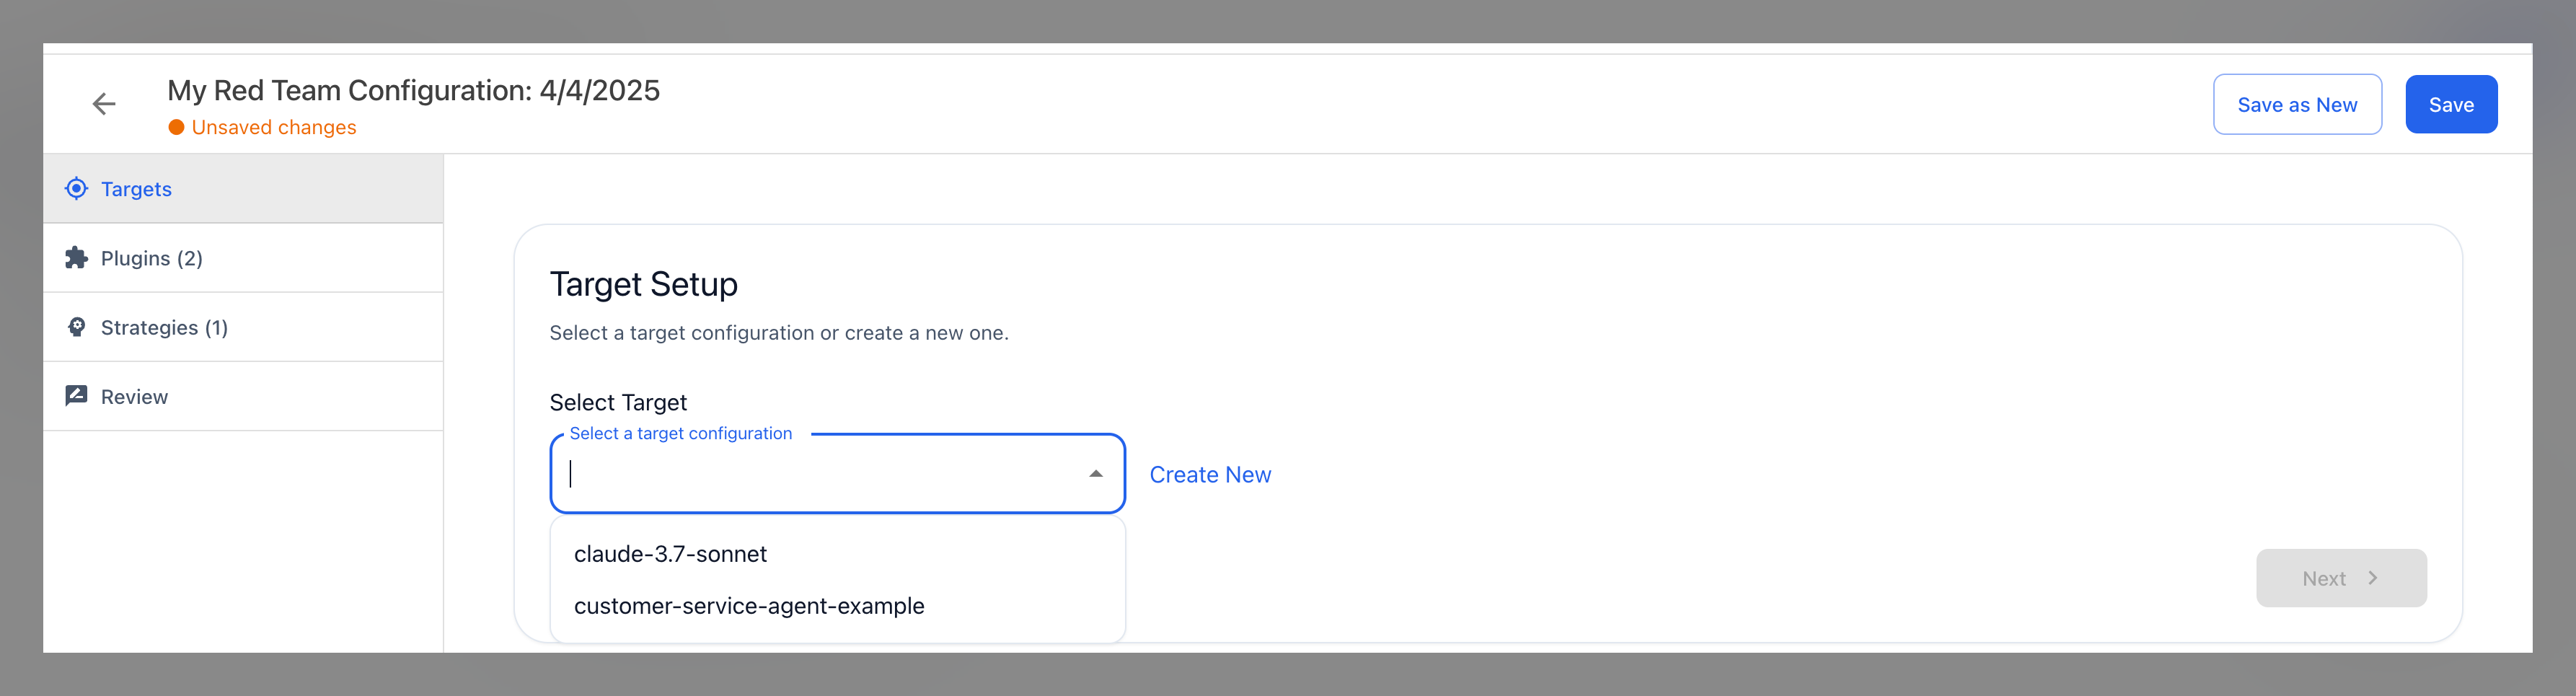 My Red Team Configuration: 4/4/2025
Unsaved changes
Save as New
Save
Targets
Plugins (2)
Strategies (1)
Review
Target Setup
Select a target configuration or create a new one.
Select Target
Select a target configuration
Create New
claude-3.7-sonnet
customer-service-agent-example
Next